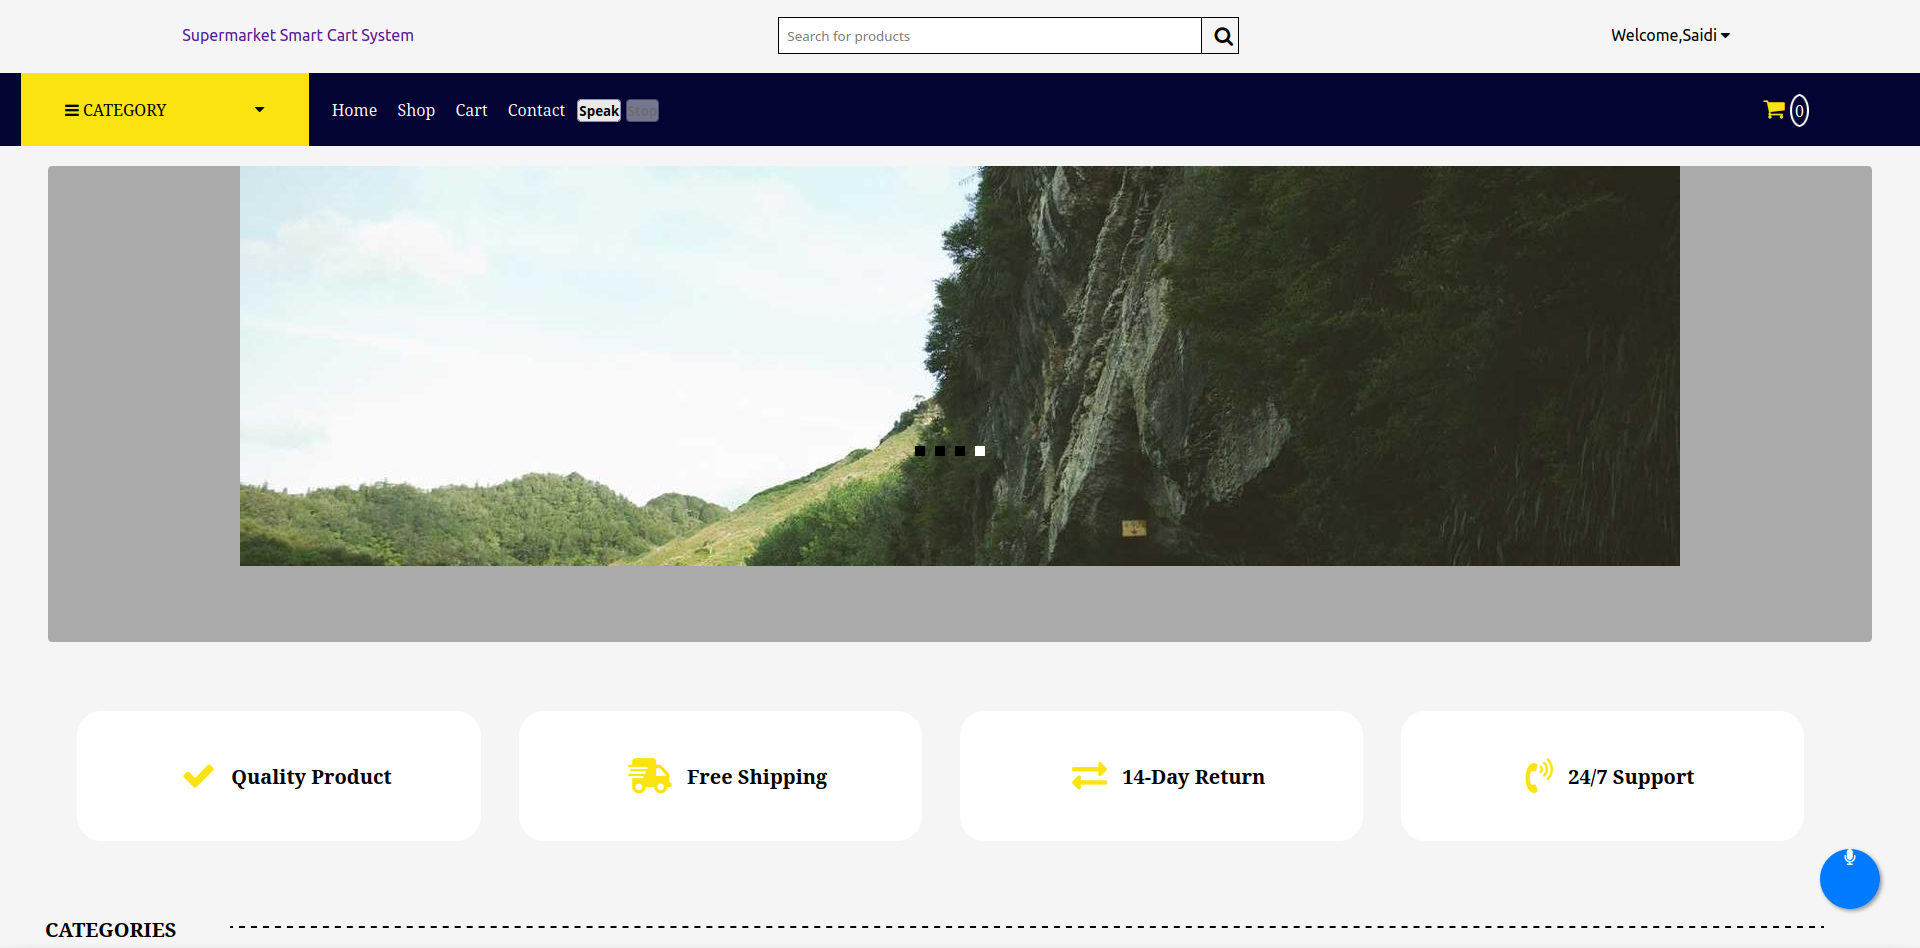 Supermarket Smart Cart System
Search for products
Welcome,Saidi
CATEGORY
Home Shop Cart Contact Speak Stop
0
Quality Product
Free Shipping
14-Day Return
24/7 Support
CATEGORIES